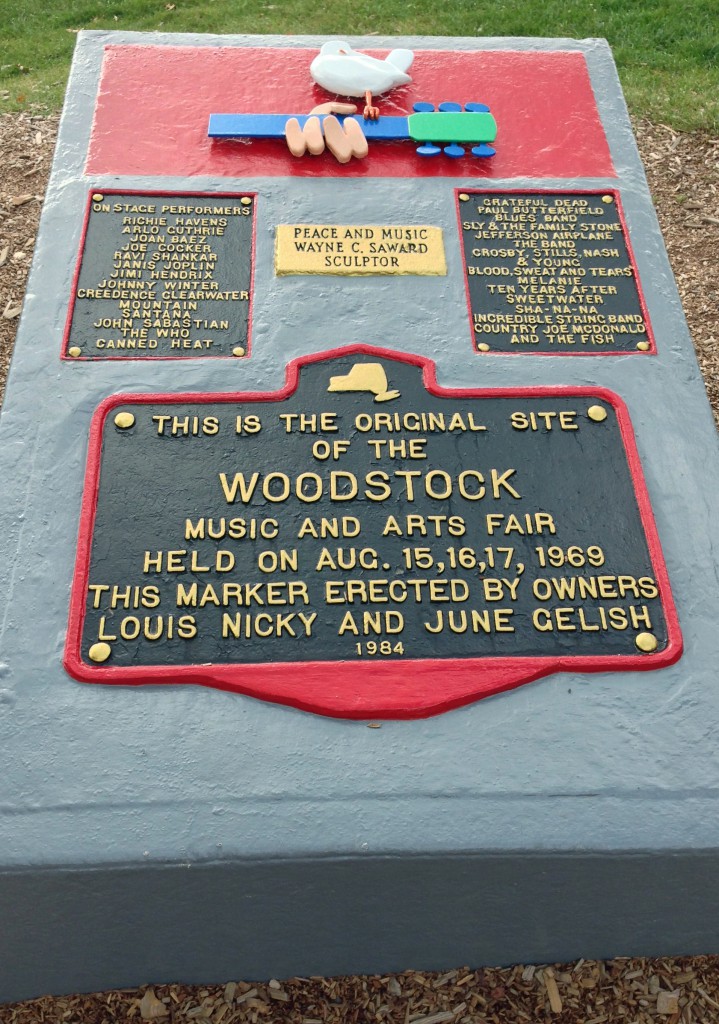 ON STAGE PERFORMERS
RICHIE HAVENS
ARLO GUTHRIE
JOAN BAEZ
JOE COCKER
RAVI SHANKAR
JANIS JOPLIN
JIMI HENDRIX
JOHNNY WINTER
CREEDENCE CLEARWATER
MOUNTAIN
SANTANA
JOHN SABASTIAN
THE WHO
CANNED HEAT
PEACE AND MUSIC
WAYNE C. SAWARD
SCULPTOR
GRATEFUL DEAD
PAUL BUTTERFIELD
BLUES BAND
SLY & THE FAMILY STONE
JEFFERSON AIRPLANE
THE BAND
CROSBY, STILLS, NASH
& YOUNG
BLOOD, SWEAT AND TEARS
MELANIE
TEN YEARS AFTER
SWEETWATER
SHA-NA-NA
INCREDIBLE STRING BAND
COUNTRY JOE MCDONALD
AND THE FISH
THIS IS THE ORIGINAL SITE
OF THE
WOODSTOCK
MUSIC AND ARTS FAIR
HELD ON AUG. 15,16,17, 1969
THIS MARKER ERECTED BY OWNERS
LOUIS NICKY AND JUNE GELISH
1984